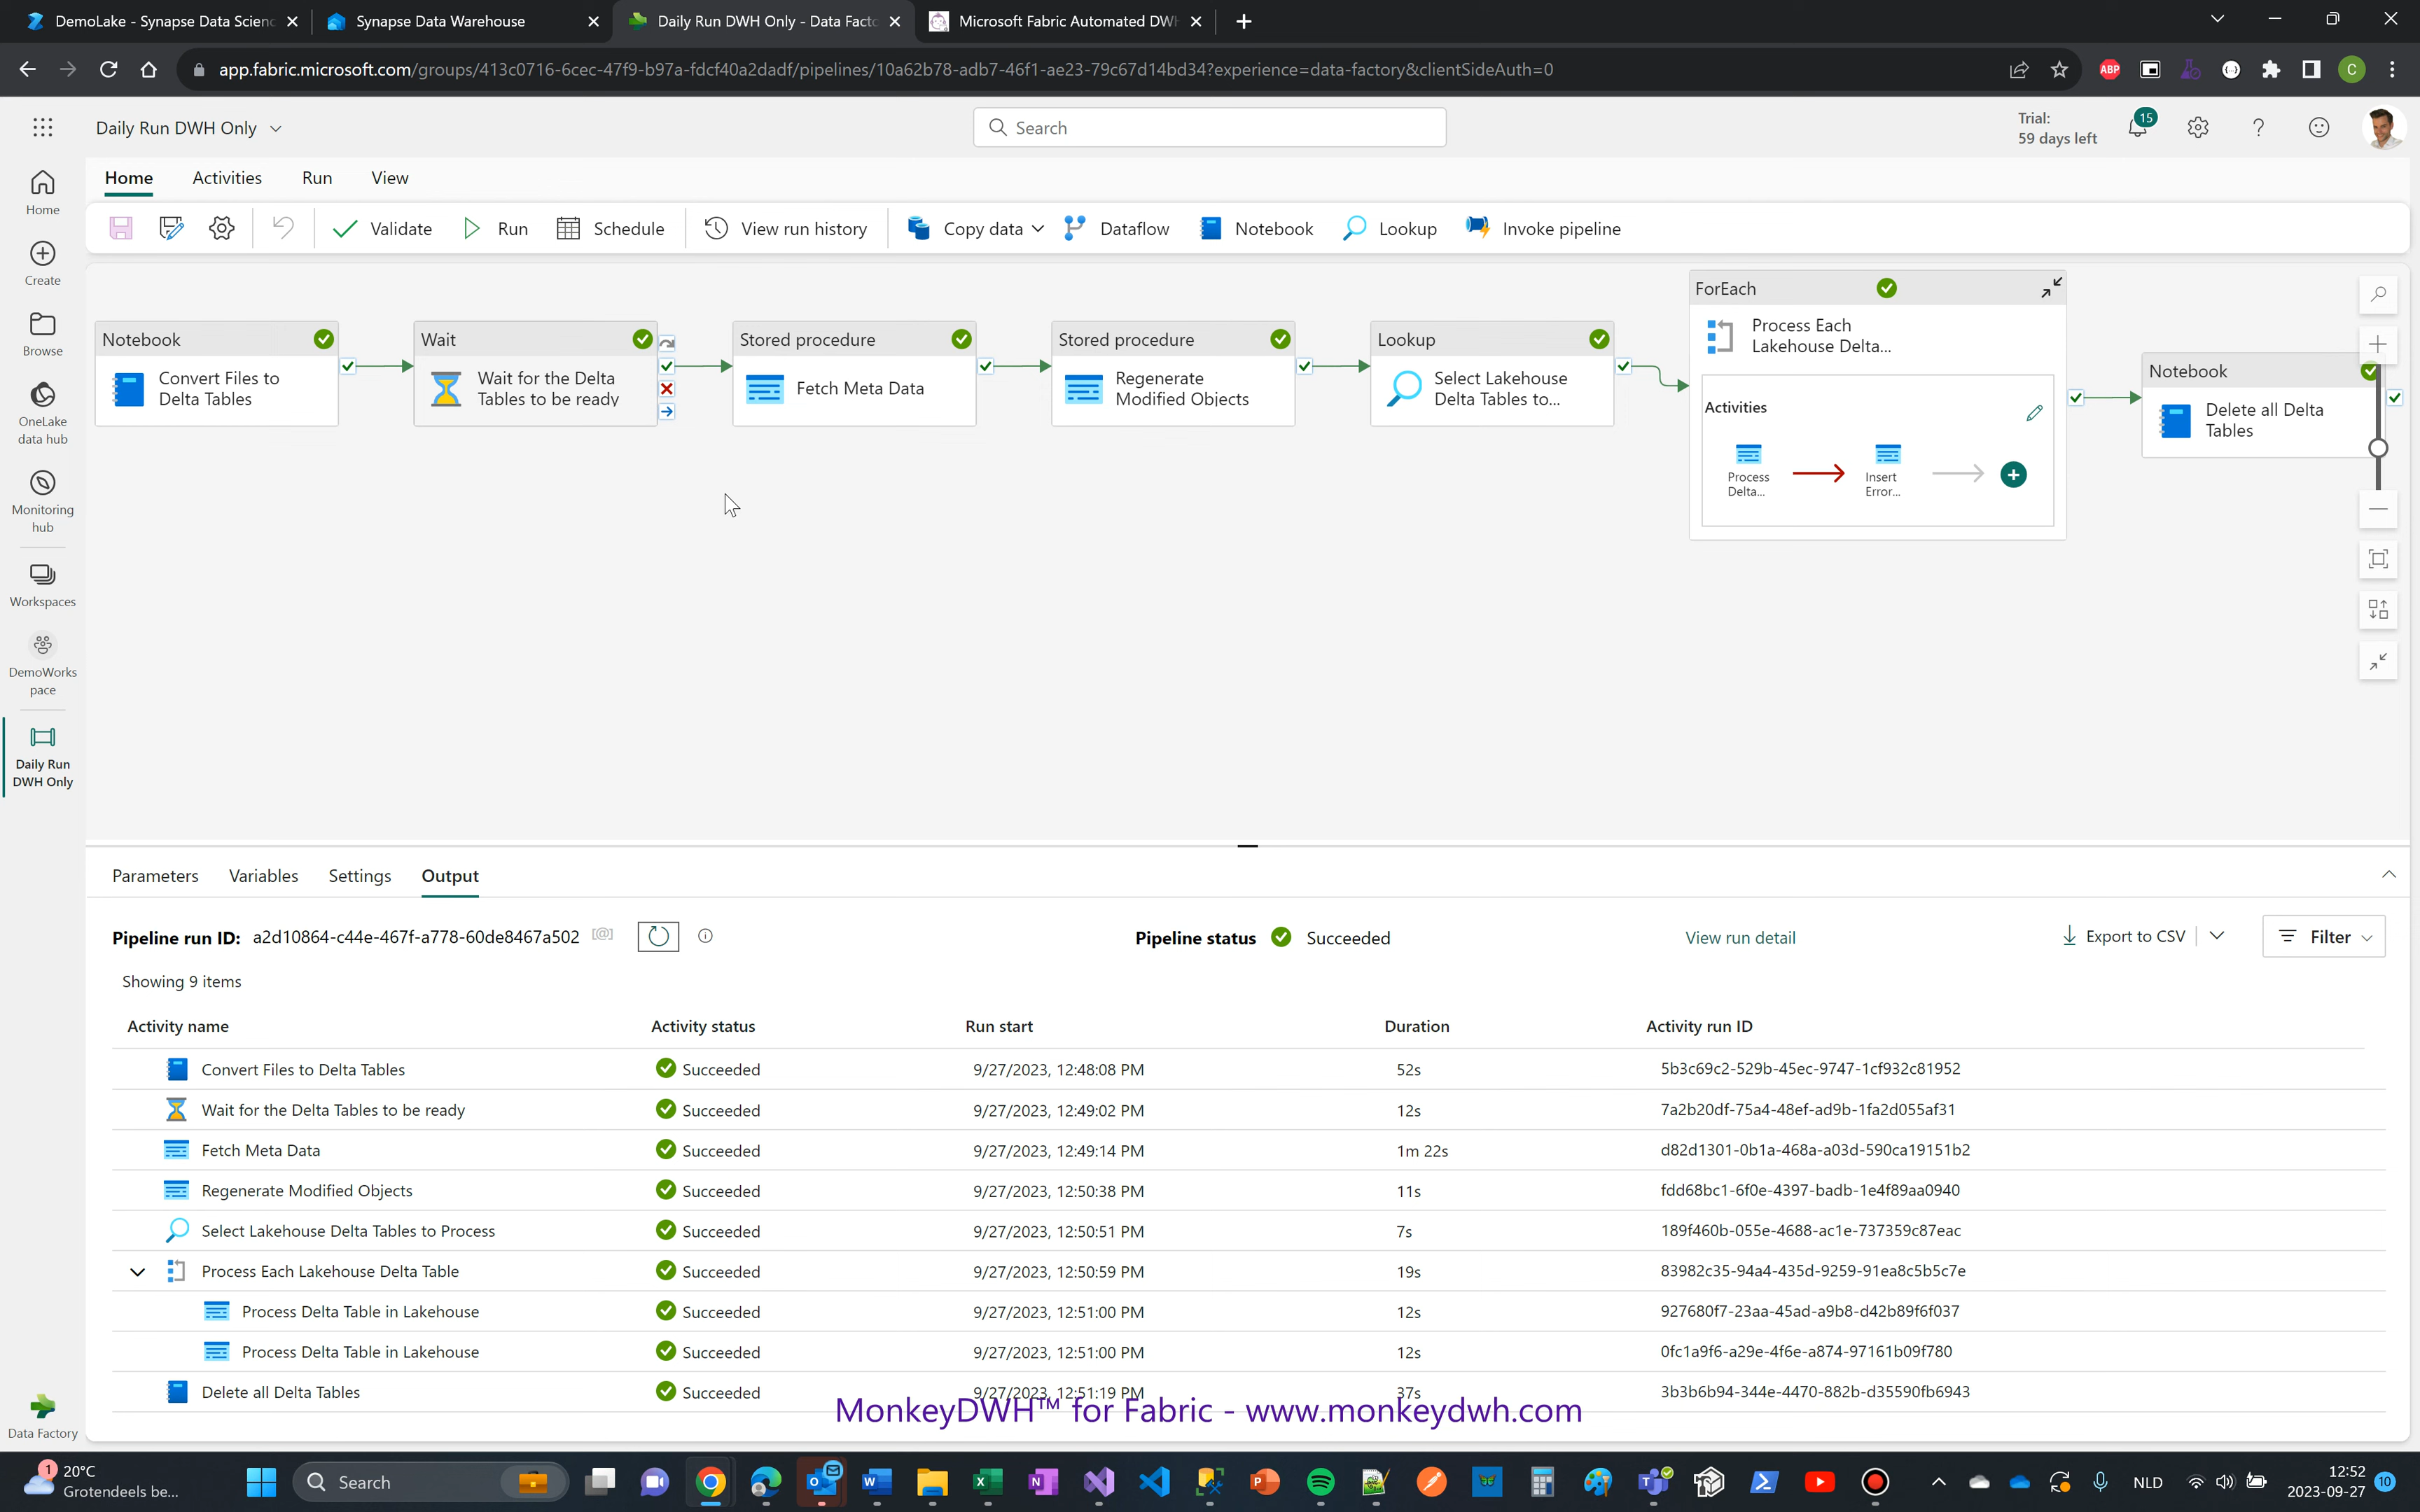 DemoLake - Synapse Data Scienc
Synapse Data Warehouse
Daily Run DWH Only - Data Facto
Microsoft Fabric Automated DWH
app.fabric.microsoft.com/groups/413c0716-6cec-47f9-b97a-fdcf40a2dadf/pipelines/10a62b78-adb7-46f1-ae23-79c67d14bd34?experience=data-factory&clientSideAuth=0
ABP
C
Daily Run DWH Only
Search
Trial:
59 days left
15
Home
Activities
Run
View
Validate
Run
Schedule
View run history
Copy data
Dataflow
Notebook
Lookup
Invoke pipeline
Home
Create
Browse
OneLake
data hub
Monitoring
hub
Workspaces
DemoWorks
pace
Daily Run
DWH Only
Data Factory
Notebook
Convert Files to
Delta Tables
Wait
Wait for the Delta
Tables to be ready
Stored procedure
Fetch Meta Data
Stored procedure
Regenerate
Modified Objects
Lookup
Select Lakehouse
Delta Tables to...
ForEach
Process Each
Lakehouse Delta...
Activities
Process
Delta...
Insert
Error...
Notebook
Delete all Delta
Tables
Parameters
Variables
Settings
Output
Pipeline run ID: a2d10864-c44e-467f-a778-60de8467a502
Pipeline status
Succeeded
View run detail
Export to CSV
Filter
Showing 9 items
Activity name Activity status Run start Duration Activity run ID
Convert Files to Delta Tables Succeeded 9/27/2023, 12:48:08 PM 52s 5b3c69c2-529b-45ec-9747-1cf932c81952
Wait for the Delta Tables to be ready Succeeded 9/27/2023, 12:49:02 PM 12s 7a2b20df-75a4-48ef-ad9b-1fa2d055af31
Fetch Meta Data Succeeded 9/27/2023, 12:49:14 PM 1m 22s d82d1301-0b1a-468a-a03d-590ca19151b2
Regenerate Modified Objects Succeeded 9/27/2023, 12:50:38 PM 11s fdd68bc1-6f0e-4397-badb-1e4f89aa0940
Select Lakehouse Delta Tables to Process Succeeded 9/27/2023, 12:50:51 PM 7s 189f460b-055e-4688-ac1e-737359c87eac
Process Each Lakehouse Delta Table Succeeded 9/27/2023, 12:50:59 PM 19s 83982c35-94a4-435d-9259-91ea8c5b5c7e
Process Delta Table in Lakehouse Succeeded 9/27/2023, 12:51:00 PM 12s 927680f7-23aa-45ad-a9b8-d42b89f6f037
Process Delta Table in Lakehouse Succeeded 9/27/2023, 12:51:00 PM 12s 0fc1a9f6-a29e-4f6e-a874-97161b09f780
Delete all Delta Tables Succeeded 9/27/2023, 12:51:19 PM 37s 3b3b6b94-344e-4470-882b-d35590fb6943
MonkeyDWH™ for Fabric - www.monkeydwh.com
1
20°C
Grotendeels be...
Search
NLD
12:52
2023-09-27
10